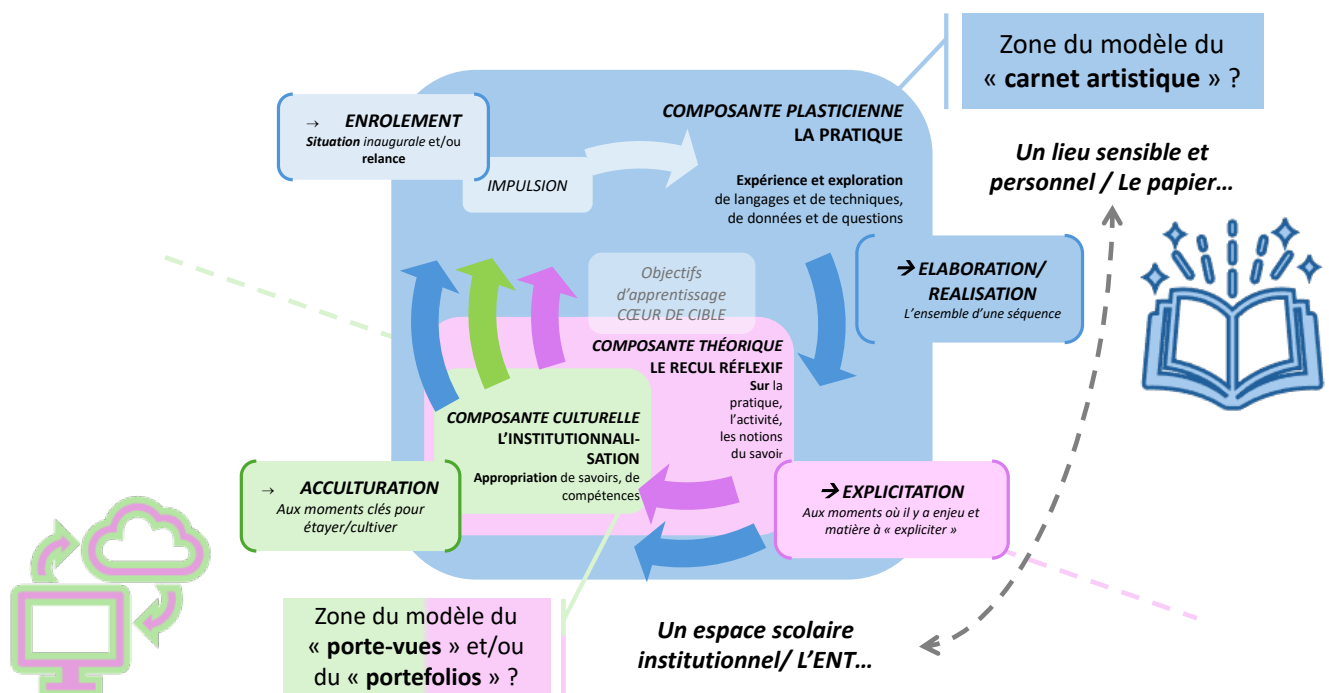 Zone du modèle du
« carnet artistique » ?
→ ENROLEMENT
Situation inaugurale et/ou
relance
COMPOSANTE PLASTICIENNE
LA PRATIQUE
IMPULSION
Expérience et exploration
de langages et de techniques,
de données et de questions
Un lieu sensible et
personnel / Le papier…
→ ELABORATION/
REALISATION
L’ensemble d’une séquence
Objectifs
d’apprentissage
CŒUR DE CIBLE
COMPOSANTE THÉORIQUE
LE RECUL RÉFLEXIF
Sur la
pratique,
l’activité,
les notions
du savoir
COMPOSANTE CULTURELLE
L’INSTITUTIONNALI-
SATION
Appropriation de savoirs, de
compétences
→ ACCULTURATION
Aux moments clés pour
étayer/cultiver
→ EXPLICITATION
Aux moments où il y a enjeu et
matière à « expliciter »
Zone du modèle du
« porte-vues » et/ou
du « portefolios » ?
Un espace scolaire
institutionnel/ L’ENT…